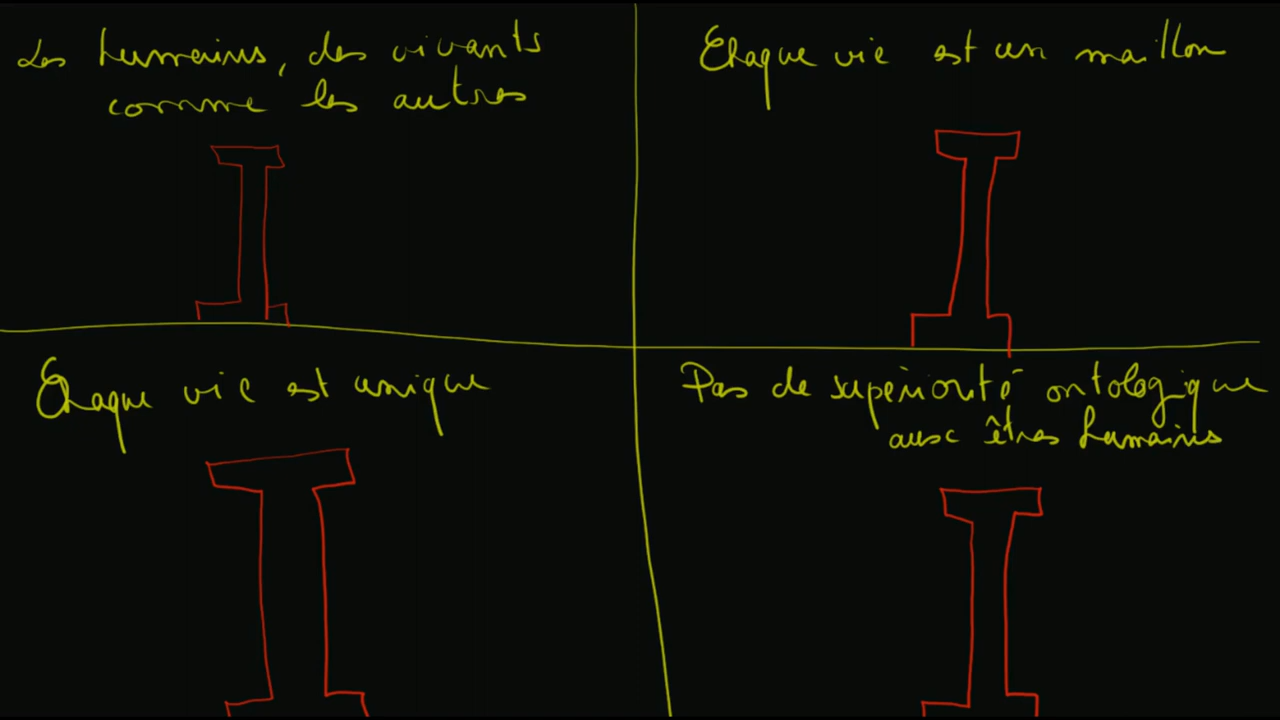 Les humains, des vivants
comme les autres
Chaque vie est un maillon
Chaque vie est unique
Pas de supériorité ontologique
aux êtres humains